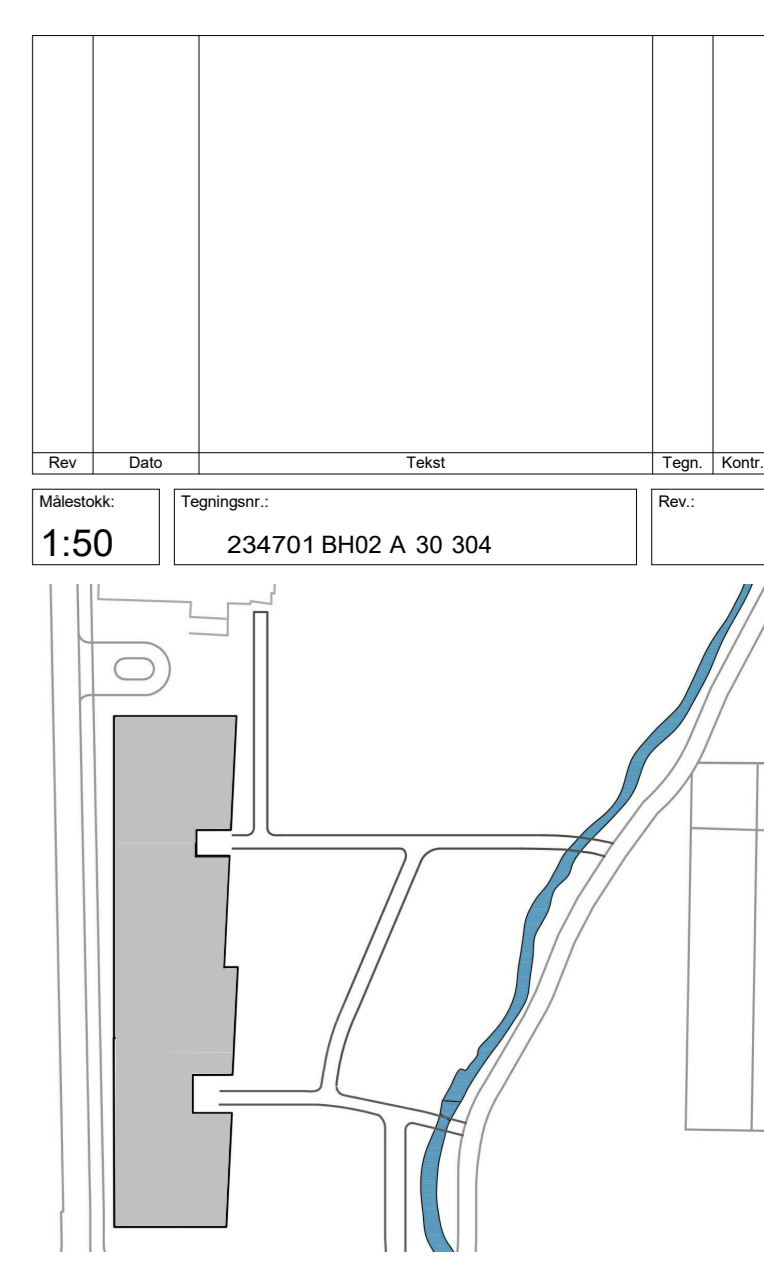 Rev Dato Tekst Tegn. Kontr.
Målestokk: Tegningsnr.: Rev.:
1:50 234701 BH02 A 30 304